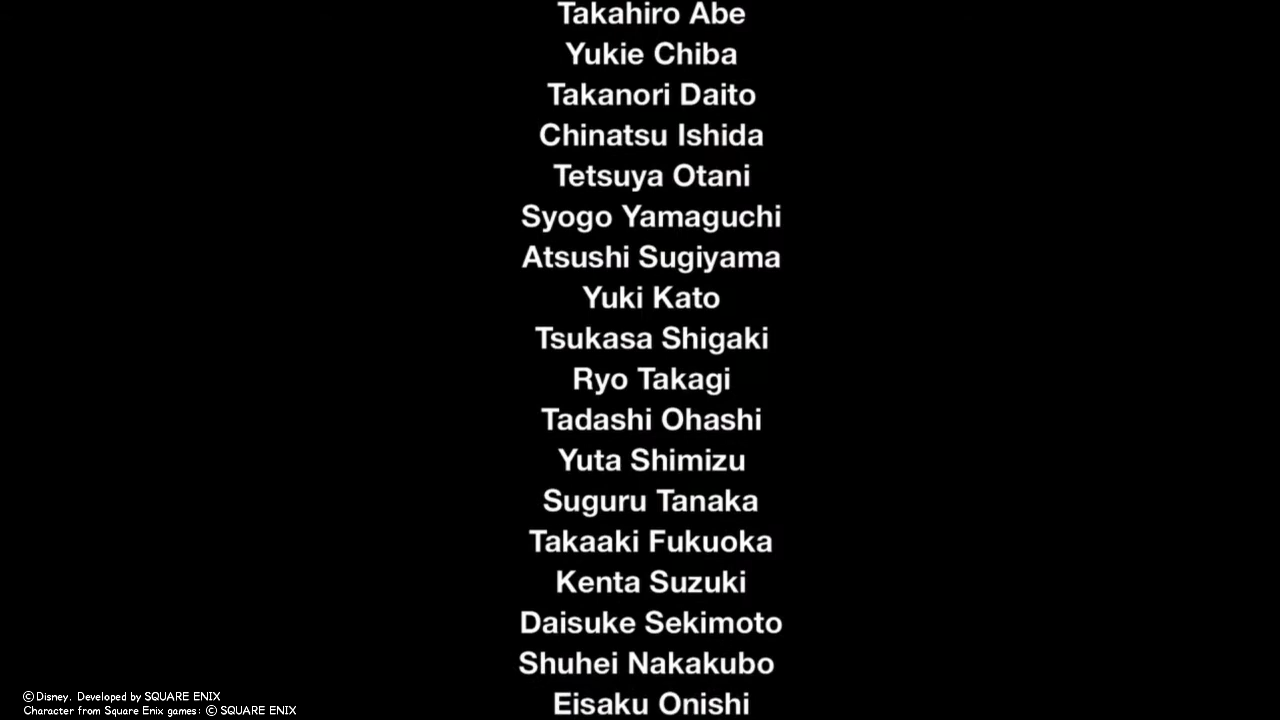 Takahiro Abe
Yukie Chiba
Takanori Daito
Chinatsu Ishida
Tetsuya Otani
Syogo Yamaguchi
Atsushi Sugiyama
Yuki Kato
Tsukasa Shigaki
Ryo Takagi
Tadashi Ohashi
Yuta Shimizu
Suguru Tanaka
Takaaki Fukuoka
Kenta Suzuki
Daisuke Sekimoto
Shuhei Nakakubo
Eisaku Onishi
©Disney. Developed by SQUARE ENIX
Character from Square Enix games: © SQUARE ENIX